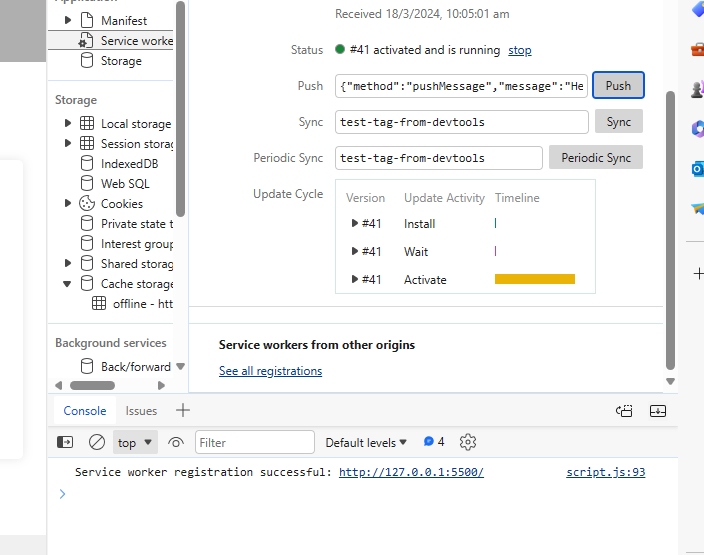 Application
Manifest
Service worke
Storage
Storage
Local storage
Session storag
IndexedDB
Web SQL
Cookies
Private state t
Interest group
Shared storag
Cache storage
offline - htt
Background services
Back/forward
Received 18/3/2024, 10:05:01 am
Status #41 activated and is running stop
Push {"method":"pushMessage","message":"He Push
Sync test-tag-from-devtools Sync
Periodic Sync test-tag-from-devtools Periodic Sync
Update Cycle
Version Update Activity Timeline
#41 Install
#41 Wait
#41 Activate
Service workers from other origins
See all registrations
Console Issues
top Filter Default levels 4
Service worker registration successful: http://127.0.0.1:5500/ script.js:93